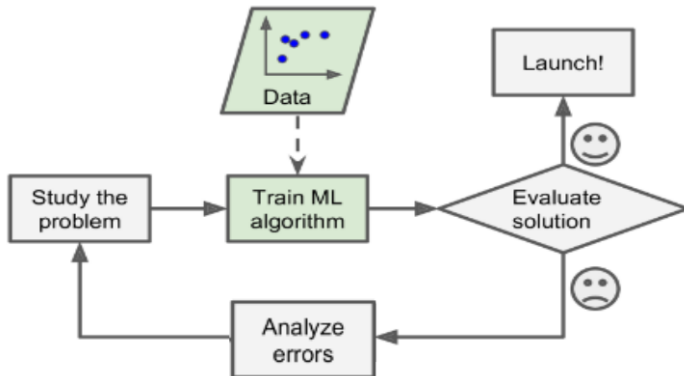 Data
Launch!
Study the
problem
Train ML
algorithm
Evaluate
solution
Analyze
errors